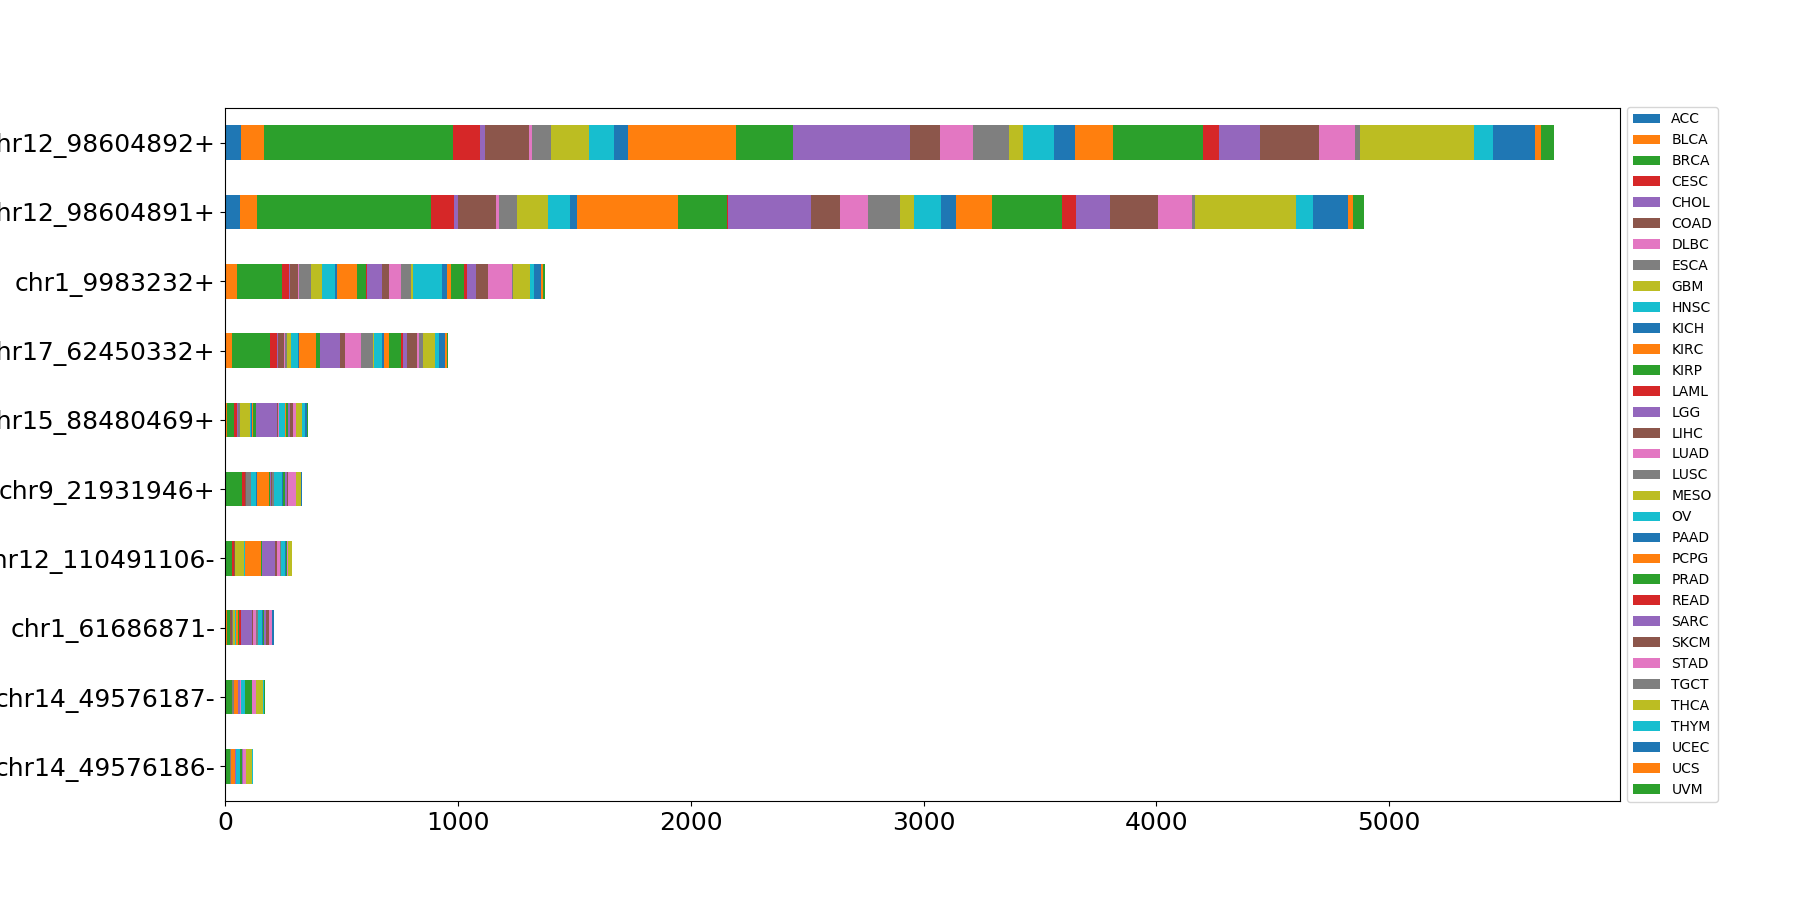 hr12_98604892+
hr12_98604891+
chr1_9983232+
hr17_62450332+
hr15_88480469+
chr9_21931946+
hr12_110491106-
chr1_61686871-
chr14_49576187-
chr14_49576186-
0 1000 2000 3000 4000 5000
ACC
BLCA
BRCA
CESC
CHOL
COAD
DLBC
ESCA
GBM
HNSC
KICH
KIRC
KIRP
LAML
LGG
LIHC
LUAD
LUSC
MESO
OV
PAAD
PCPG
PRAD
READ
SARC
SKCM
STAD
TGCT
THCA
THYM
UCEC
UCS
UVM